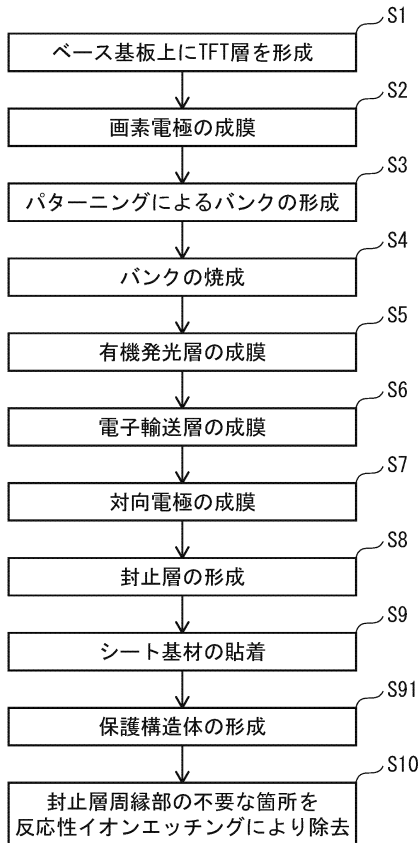 S1
ベース基板上にTFT層を形成
S2
画素電極の成膜
S3
パターニングによるバンクの形成
S4
バンクの焼成
S5
有機発光層の成膜
S6
電子輸送層の成膜
S7
対向電極の成膜
S8
封止層の形成
S9
シート基材の貼着
S91
保護構造体の形成
S10
封止層周縁部の不要な箇所を
反応性イオンエッチングにより除去